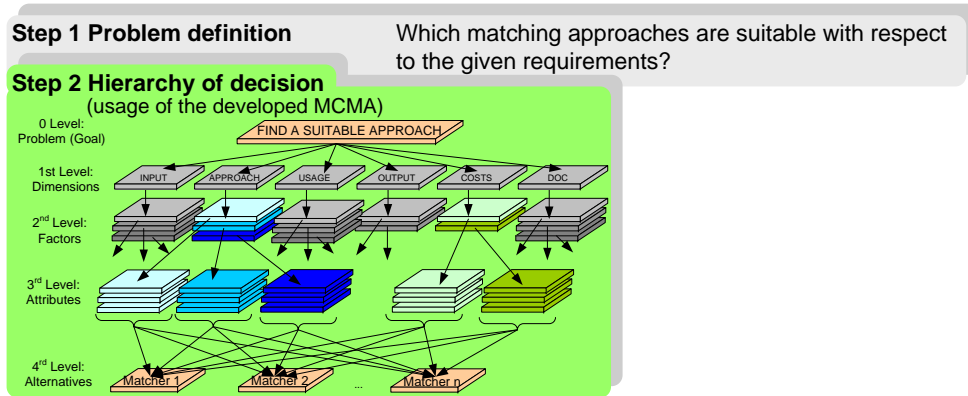 Step 1 Problem definition
Which matching approaches are suitable with respect
to the given requirements?
Step 2 Hierarchy of decision
(usage of the developed MCMA)
0 Level:
Problem (Goal)
FIND A SUITABLE APPROACH
1st Level:
Dimensions
INPUT APPROACH USAGE OUTPUT COSTS DOC
2nd Level:
Factors
3rd Level:
Attributes
4rd Level:
Alternatives
Matcher 1 Matcher 2 ... Matcher n